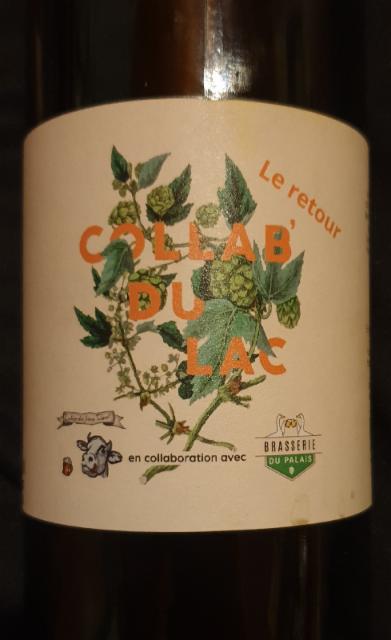 Le retour
COLLAB'
DU
LAC
en collaboration avec
BRASSERIE
DU PALAIS